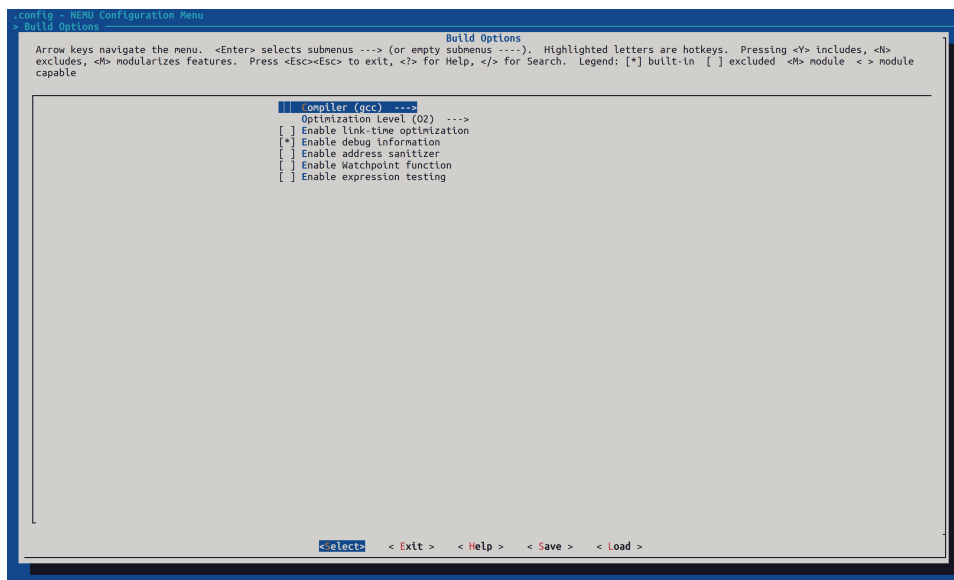 .config - NEMU Configuration Menu
> Build Options
Build Options
Arrow keys navigate the menu.  <Enter> selects submenus ---> (or empty submenus ----).  Highlighted letters are hotkeys.  Pressing <Y> includes, <N>
excludes, <M> modularizes features.  Press <Esc><Esc> to exit, <?> for Help, </> for Search.  Legend: [*] built-in  [ ] excluded  <M> module  < > module
capable
Compiler (gcc)  --->
Optimization Level (O2)  --->
[ ] Enable link-time optimization
[*] Enable debug information
[ ] Enable address sanitizer
[ ] Enable Watchpoint function
[ ] Enable expression testing
<Select>    < Exit >    < Help >    < Save >    < Load >